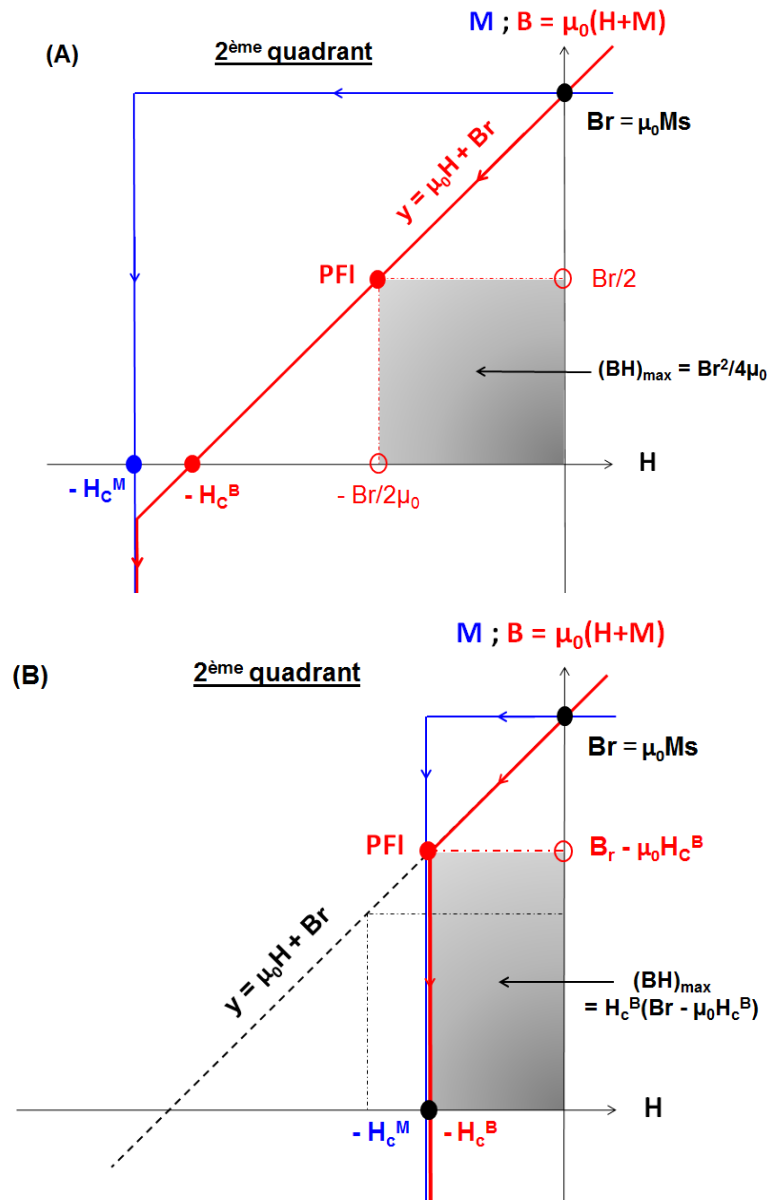 M ; B = μ₀(H+M)
(A)
2ème quadrant
Br = μ₀Ms
y = μ₀H + Br
PFI
Br/2
(BH)max = Br²/4μ₀
H
- HCᴹ
- HCᴮ
- Br/2μ₀
M ; B = μ₀(H+M)
(B)
2ème quadrant
Br = μ₀Ms
PFI
Br - μ₀HCᴮ
y = μ₀H + Br
(BH)max
= Hcᴮ(Br - μ₀Hcᴮ)
H
- Hcᴹ
- Hcᴮ